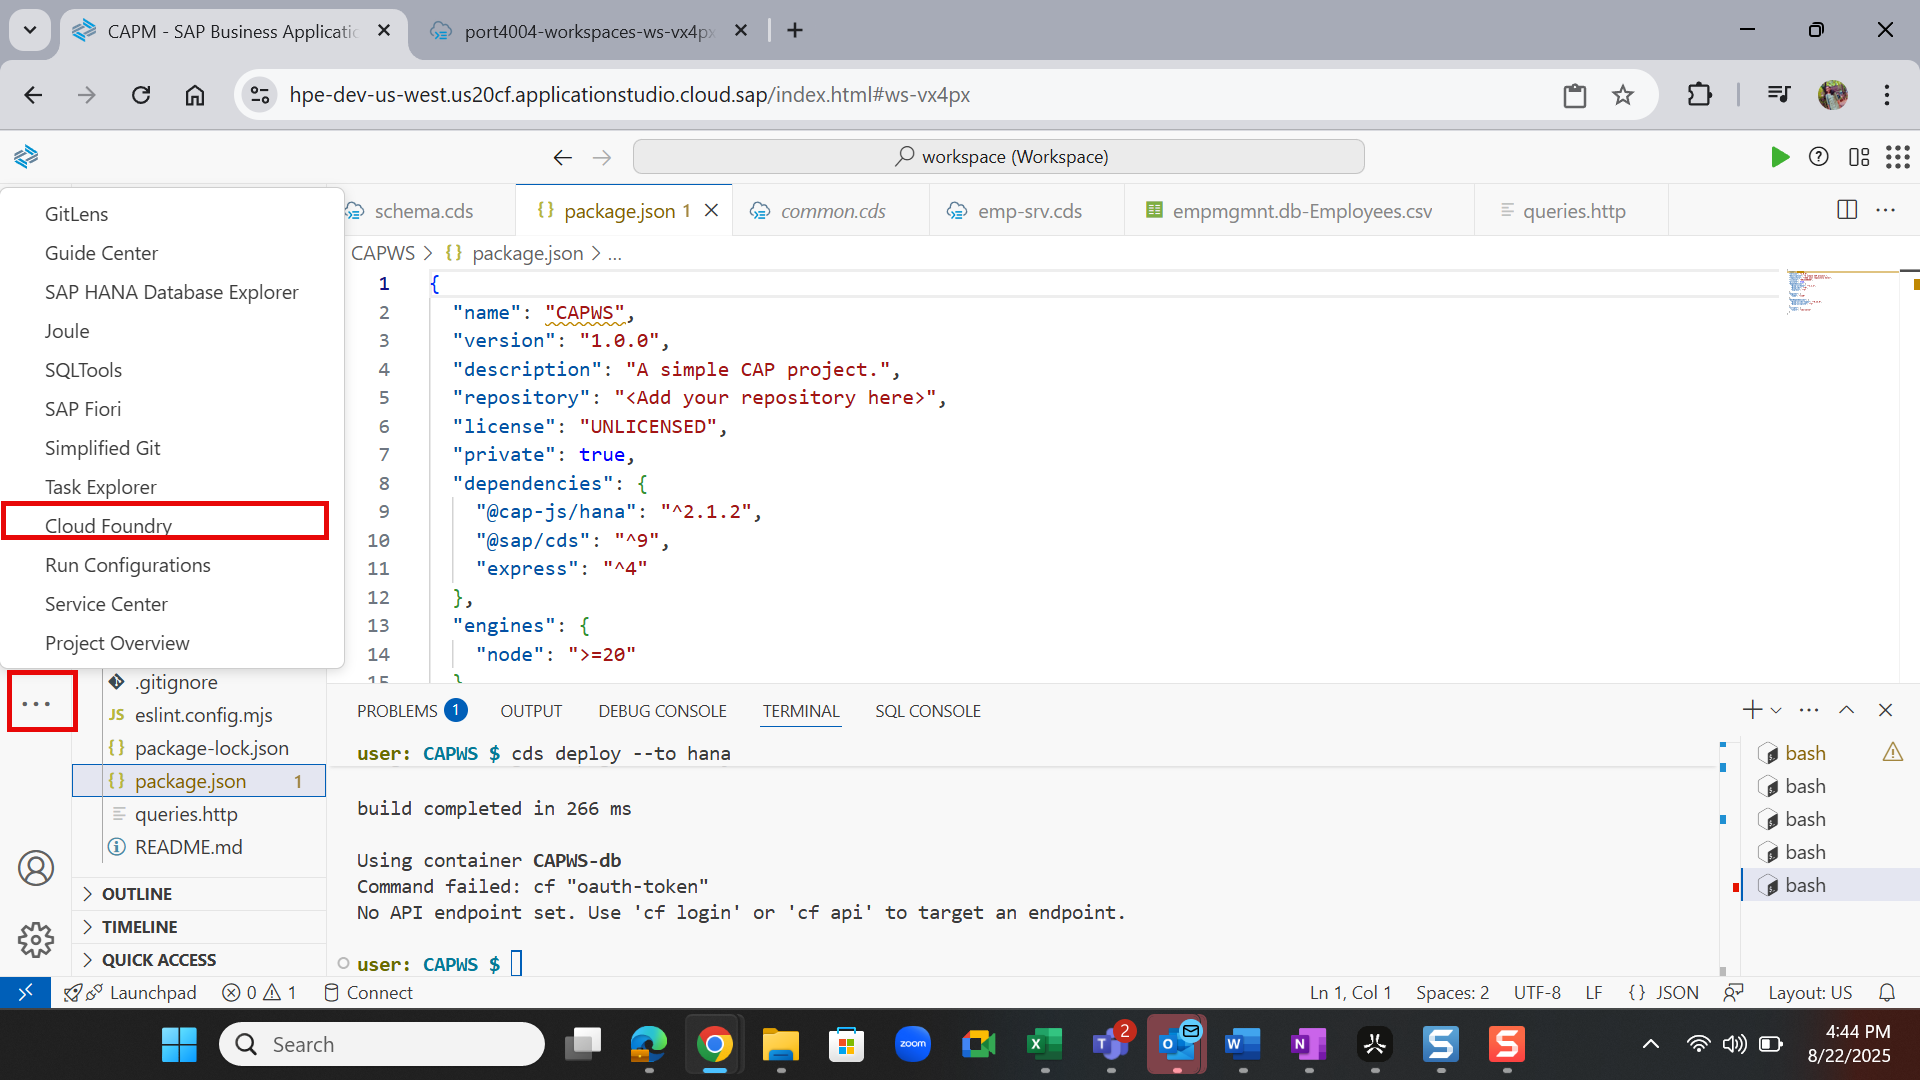 CAPM - SAP Business Applicatic
port4004-workspaces-ws-vx4px
hpe-dev-us-west.us20cf.applicationstudio.cloud.sap/index.html#ws-vx4px
workspace (Workspace)
GitLens
Guide Center
SAP HANA Database Explorer
Joule
SQLTools
SAP Fiori
Simplified Git
Task Explorer
Cloud Foundry
Run Configurations
Service Center
Project Overview
schema.cds
{} package.json 1
common.cds
emp-srv.cds
empmgmnt.db-Employees.csv
queries.http
CAPWS > {} package.json > ...
1 {
2 "name": "CAPWS",
3 "version": "1.0.0",
4 "description": "A simple CAP project.",
5 "repository": "<Add your repository here>",
6 "license": "UNLICENSED",
7 "private": true,
8 "dependencies": {
9 "@cap-js/hana": "^2.1.2",
10 "@sap/cds": "^9",
11 "express": "^4"
12 },
13 "engines": {
14 "node": ">=20"
15 }
.gitignore
JS eslint.config.mjs
{} package-lock.json
{} package.json 1
queries.http
README.md
OUTLINE
TIMELINE
QUICK ACCESS
PROBLEMS 1
OUTPUT
DEBUG CONSOLE
TERMINAL
SQL CONSOLE
user: CAPWS $ cds deploy --to hana
build completed in 266 ms
Using container CAPWS-db
Command failed: cf "oauth-token"
No API endpoint set. Use 'cf login' or 'cf api' to target an endpoint.
user: CAPWS $
bash
bash
bash
bash
bash
Launchpad
0
1
Connect
Ln 1, Col 1
Spaces: 2
UTF-8
LF
{} JSON
Layout: US
Search
zoom
2
4:44 PM
8/22/2025